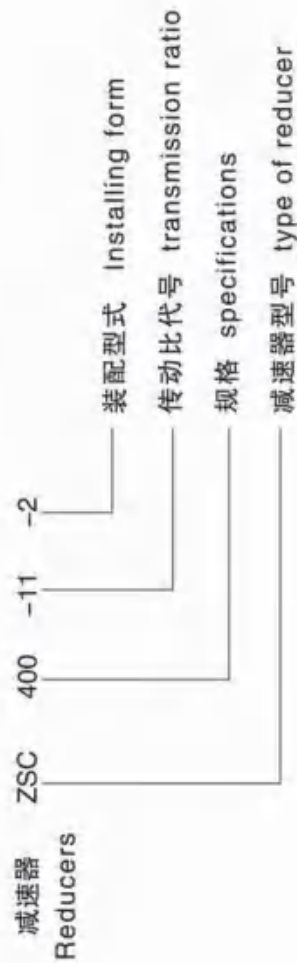 减速器 ZSC 400 -11 -2
Reducers
装配型式 Installing form
传动比代号 transmission ratio
规格 specifications
减速器型号 type of reducer